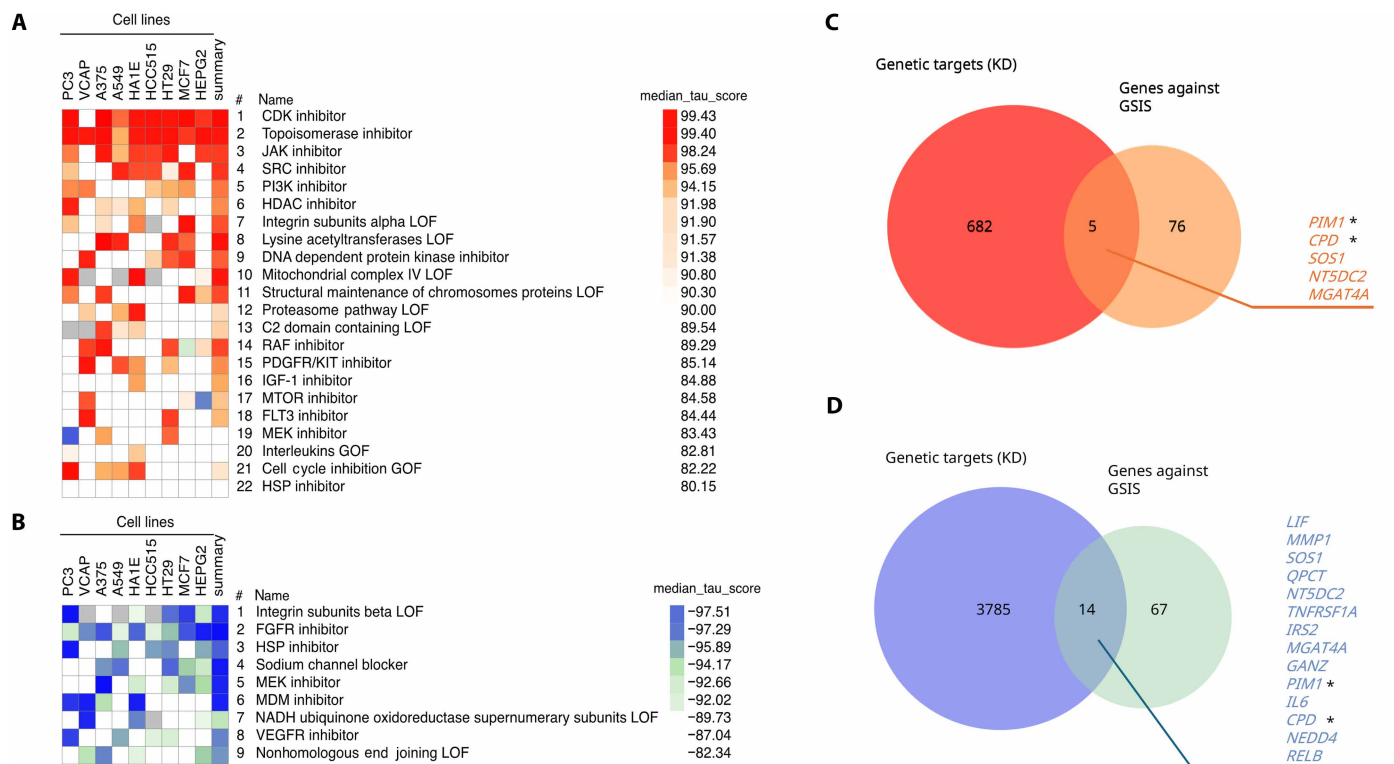 A
Cell lines
PC3 VCAP A375 A549 HA1E HCC515 HT29 MCF7 HEPG2 summary
# Name
1 CDK inhibitor
2 Topoisomerase inhibitor
3 JAK inhibitor
4 SRC inhibitor
5 PI3K inhibitor
6 HDAC inhibitor
7 Integrin subunits alpha LOF
8 Lysine acetyltferases LOF
9 DNA dependent protein kinase inhibitor
10 Mitochondrial complex IV LOF
11 Structural maintenance of chromosomes proteins LOF
12 Proteasome pathway LOF
13 C2 domain containing LOF
14 RAF inhibitor
15 PDGFR/KIT inhibitor
16 IGF-1 inhibitor
17 MTOR inhibitor
18 FLT3 inhibitor
19 MEK inhibitor
20 Interleukins GOF
21 Cell cycle inhibition GOF
22 HSP inhibitor
median_tau_score
99.43
99.40
98.24
95.69
94.15
91.98
91.90
91.57
91.38
90.80
90.30
90.00
89.54
89.29
85.14
84.88
84.58
84.44
83.43
82.81
82.22
80.15
B
Cell lines
PC3 VCAP A375 A549 HA1E HCC515 HT29 MCF7 HEPG2 summary
# Name
1 Integrin subunits beta LOF
2 FGFR inhibitor
3 HSP inhibitor
4 Sodium channel blocker
5 MEK inhibitor
6 MDM inhibitor
7 NADH ubiquinone oxidoreductase supernumerary subunits LOF
8 VEGFR inhibitor
9 Nonhomologous end joining LOF
median_tau_score
−97.51
−97.29
−95.89
−94.17
−92.66
−92.02
−89.73
−87.04
−82.34
C
Genetic targets (KD)
Genes against
GSIS
682
5
76
PIM1 *
CPD *
SOS1
NT5DC2
MGAT4A
D
Genetic targets (KD)
Genes against
GSIS
3785
14
67
LIF
MMP1
SOS1
QPCT
NT5DC2
TNFRSF1A
IRS2
MGAT4A
GANZ
PIM1 *
IL6
CPD *
NEDD4
RELB